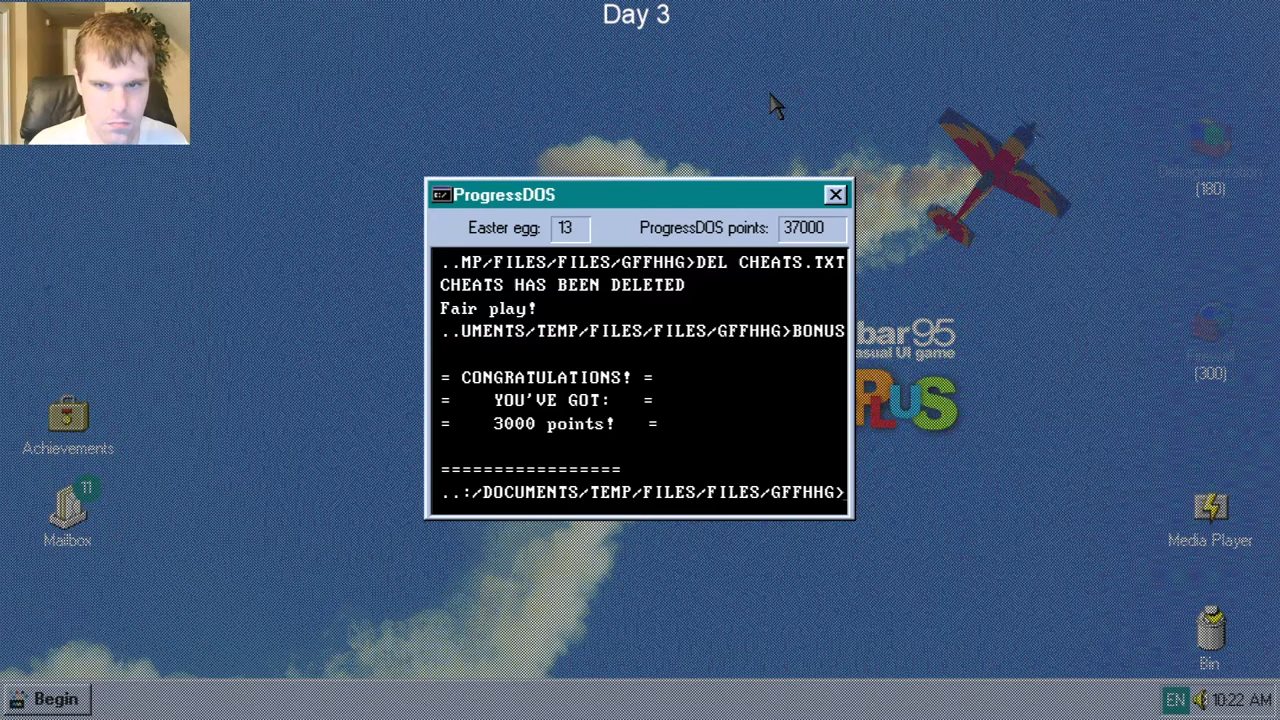 Day 3
(180)
ProgressDOS
Easter egg: 13 ProgressDOS points: 37000
..MP/FILES/FILES/GFFHHG>DEL CHEATS.TXT
CHEATS HAS BEEN DELETED
Fair play!
..UMENTS/TEMP/FILES/FILES/GFFHHG>BONUS
= CONGRATULATIONS! =
= YOU'VE GOT: =
= 3000 points! =
=================
..:/DOCUMENTS/TEMP/FILES/FILES/GFFHHG>_
bar95
asual UI game
PLUS
Firewall
(300)
Achievements
11
Mailbox
Media Player
Bin
Begin
EN 10:22 AM